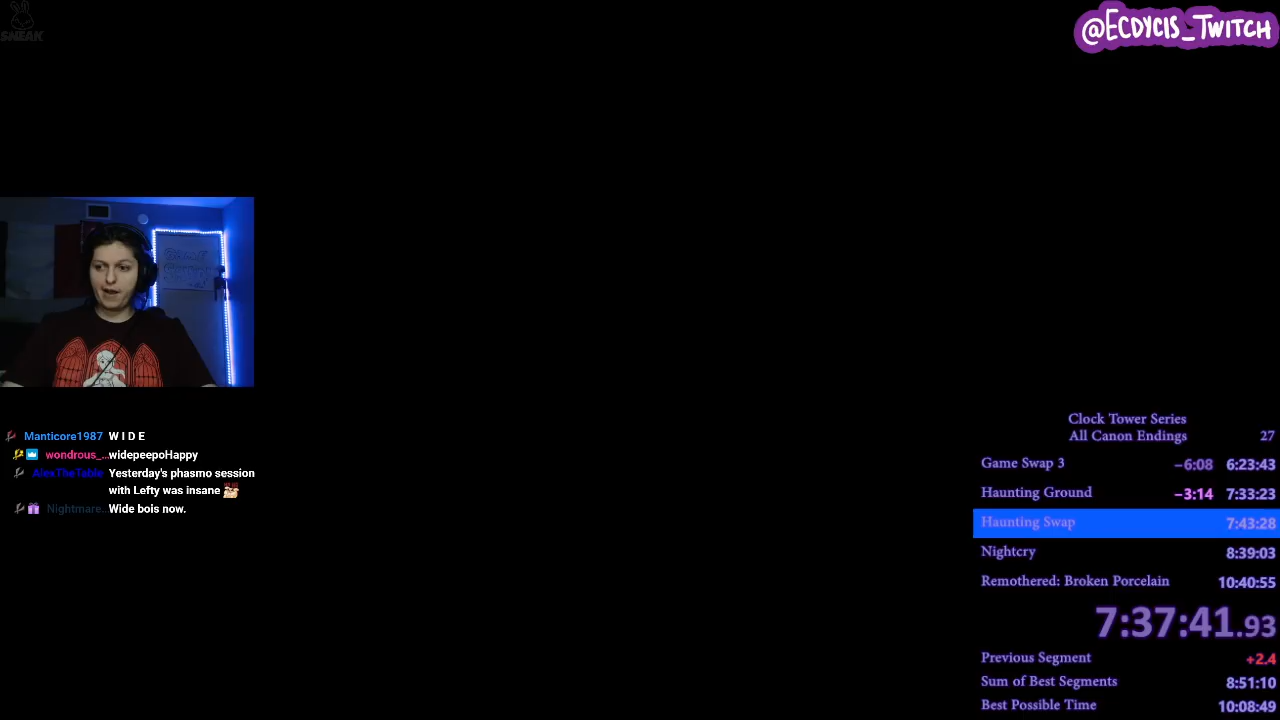 SNEAK
@ECDYCIS_TWITCH
Manticore1987 W I D E
wondrous_... widepeepoHappy
AlexTheTable Yesterday's phasmo session
with Lefty was insane
Nightmare... Wide bois now.
Clock Tower Series
All Canon Endings 27
Game Swap 3 −6:08 6:23:43
Haunting Ground −3:14 7:33:23
Haunting Swap 7:43:28
Nightcry 8:39:03
Remothered: Broken Porcelain 10:40:55
7:37:41.93
Previous Segment +2.4
Sum of Best Segments 8:51:10
Best Possible Time 10:08:49